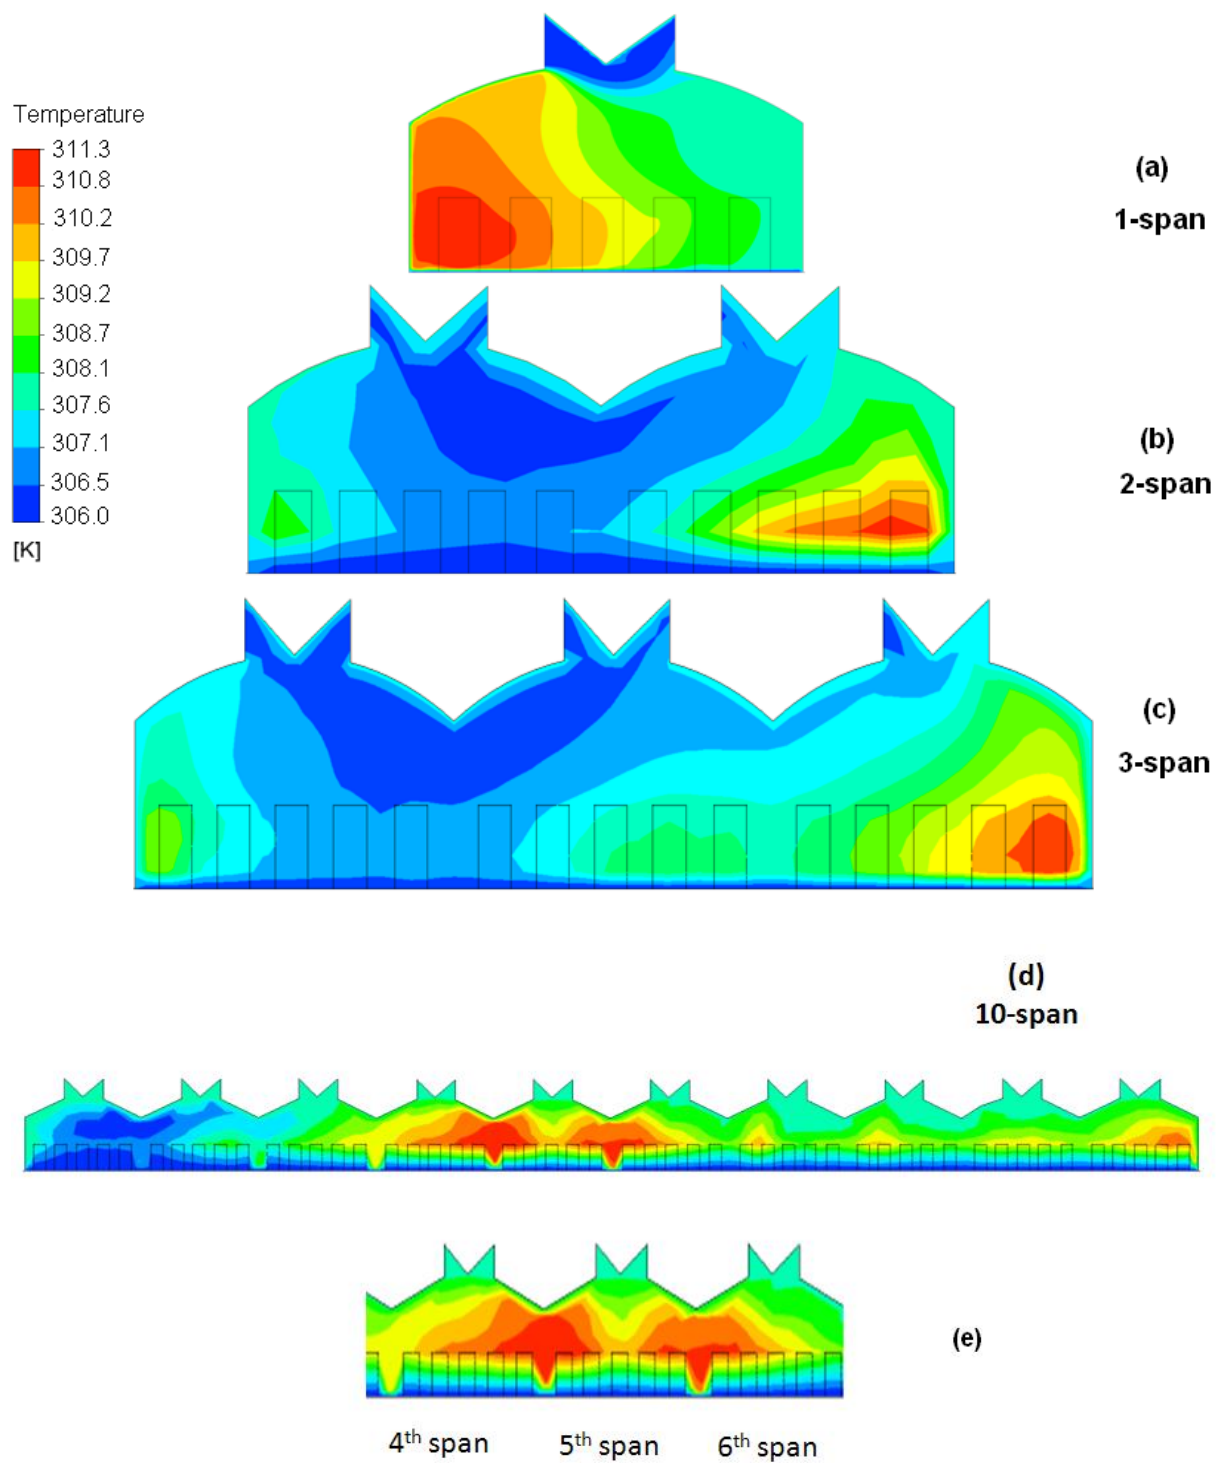 Temperature
311.3
310.8
310.2
309.7
309.2
308.7
308.1
307.6
307.1
306.5
306.0
[K]
(a)
1-span
(b)
2-span
(c)
3-span
(d)
10-span
(e)
4th span
5th span
6th span